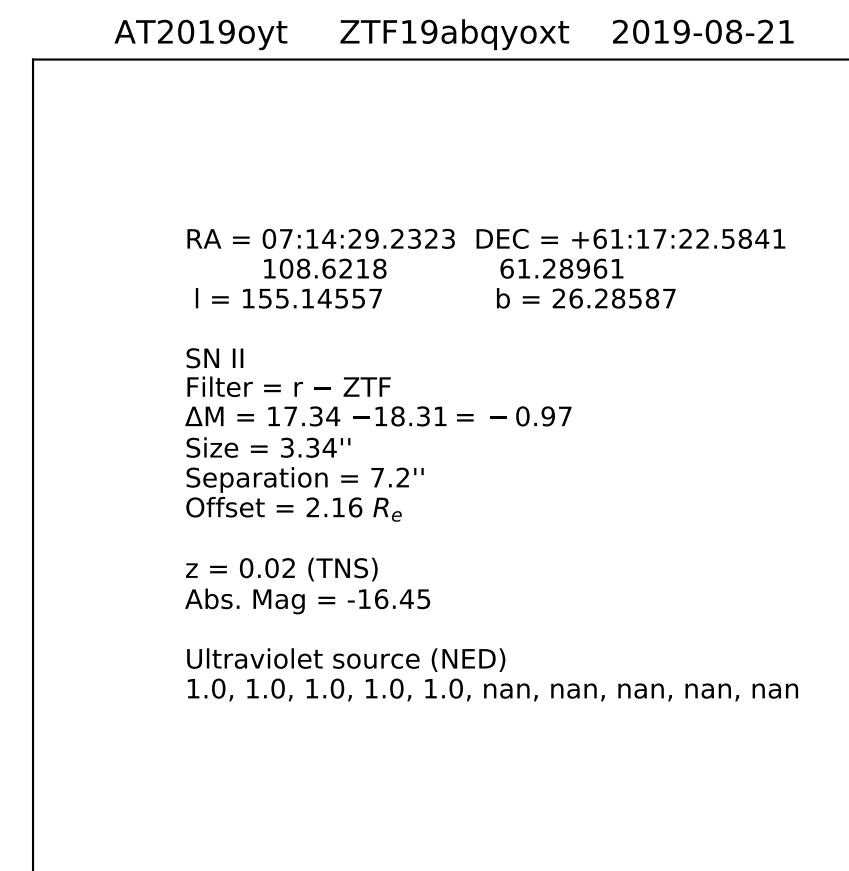 AT2019oyt ZTF19abqyoxt 2019-08-21
RA = 07:14:29.2323 DEC = +61:17:22.5841
108.6218 61.28961
l = 155.14557 b = 26.28587
SN II
Filter = r − ZTF
ΔM = 17.34 −18.31 = − 0.97
Size = 3.34''
Separation = 7.2''
Offset = 2.16 Re
z = 0.02 (TNS)
Abs. Mag = -16.45
Ultraviolet source (NED)
1.0, 1.0, 1.0, 1.0, 1.0, nan, nan, nan, nan, nan